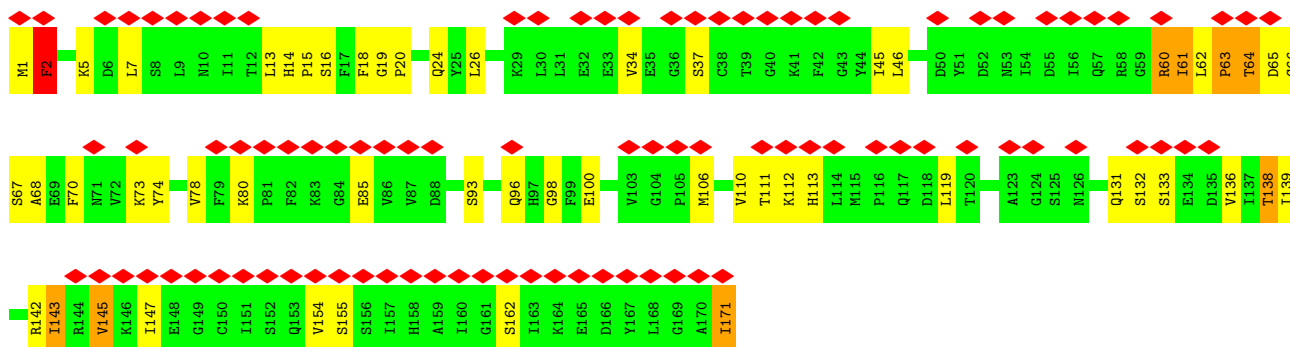 M1 F2 K5 D6 L7 S8 L9 N10 I11 T12 L13 H14 P15 S16 F17 F18 G19 P20 Q24 Y25 L26 K29 L30 L31 E32 E33 V34 E35 G36 S37 C38 T39 G40 K41 F42 G43 Y44 I45 L46 D50 Y51 D52 N53 I54 D55 I56 Q57 R58 G59 R60 I61 L62 P63 T64 D65
S67 A68 E69 F70 N71 V72 K73 Y74 V78 F79 K80 P81 F82 K83 G84 E85 V86 V87 D88 S93 Q96 H97 G98 F99 E100 V103 G104 P105 M106 V110 T111 K112 H113 L114 M115 P116 Q117 D118 L119 T120 A123 G124 S125 N126 Q131 S132 S133 E134 D135 V136 I137 T138 I139
R142 I143 R144 V145 K146 I147 E148 G149 C150 I151 S152 Q153 V154 S155 S156 I157 H158 A159 I160 G161 S162 I163 K164 E165 D166 Y167 L168 G169 A170 I171